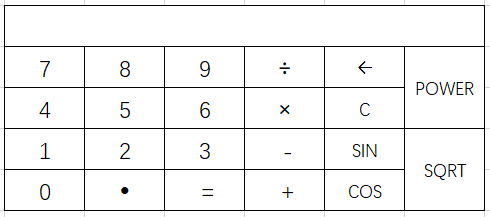 7 8 9 ÷ ←
POWER
4 5 6 × C
1 2 3 - SIN
SQRT
0 • = + COS